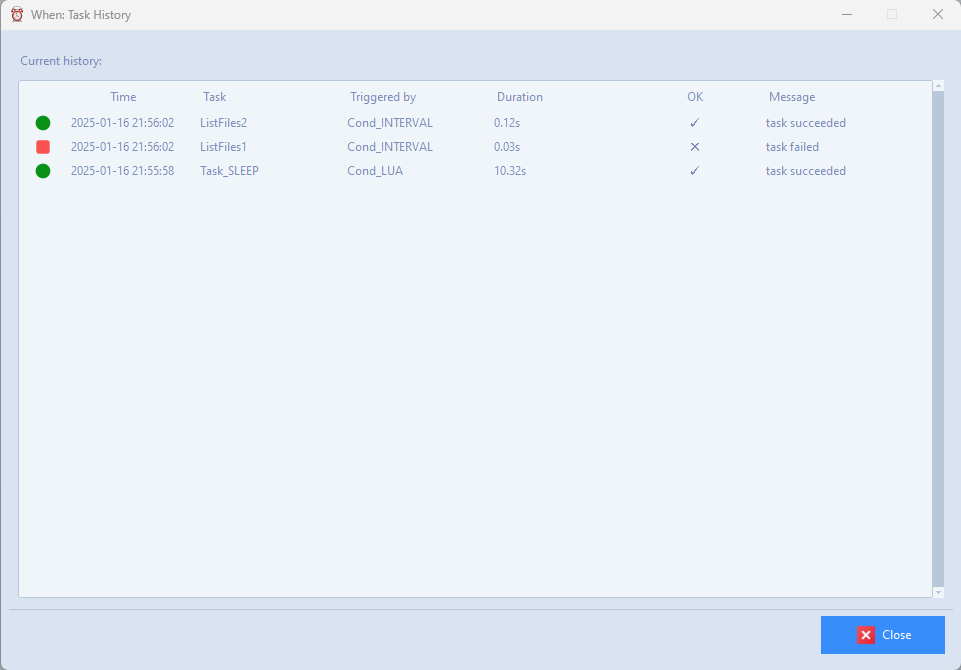 When: Task History
Current history:
Time Task Triggered by Duration OK Message
2025-01-16 21:56:02 ListFiles2 Cond_INTERVAL 0.12s ✓ task succeeded
2025-01-16 21:56:02 ListFiles1 Cond_INTERVAL 0.03s ✕ task failed
2025-01-16 21:55:58 Task_SLEEP Cond_LUA 10.32s ✓ task succeeded
Close